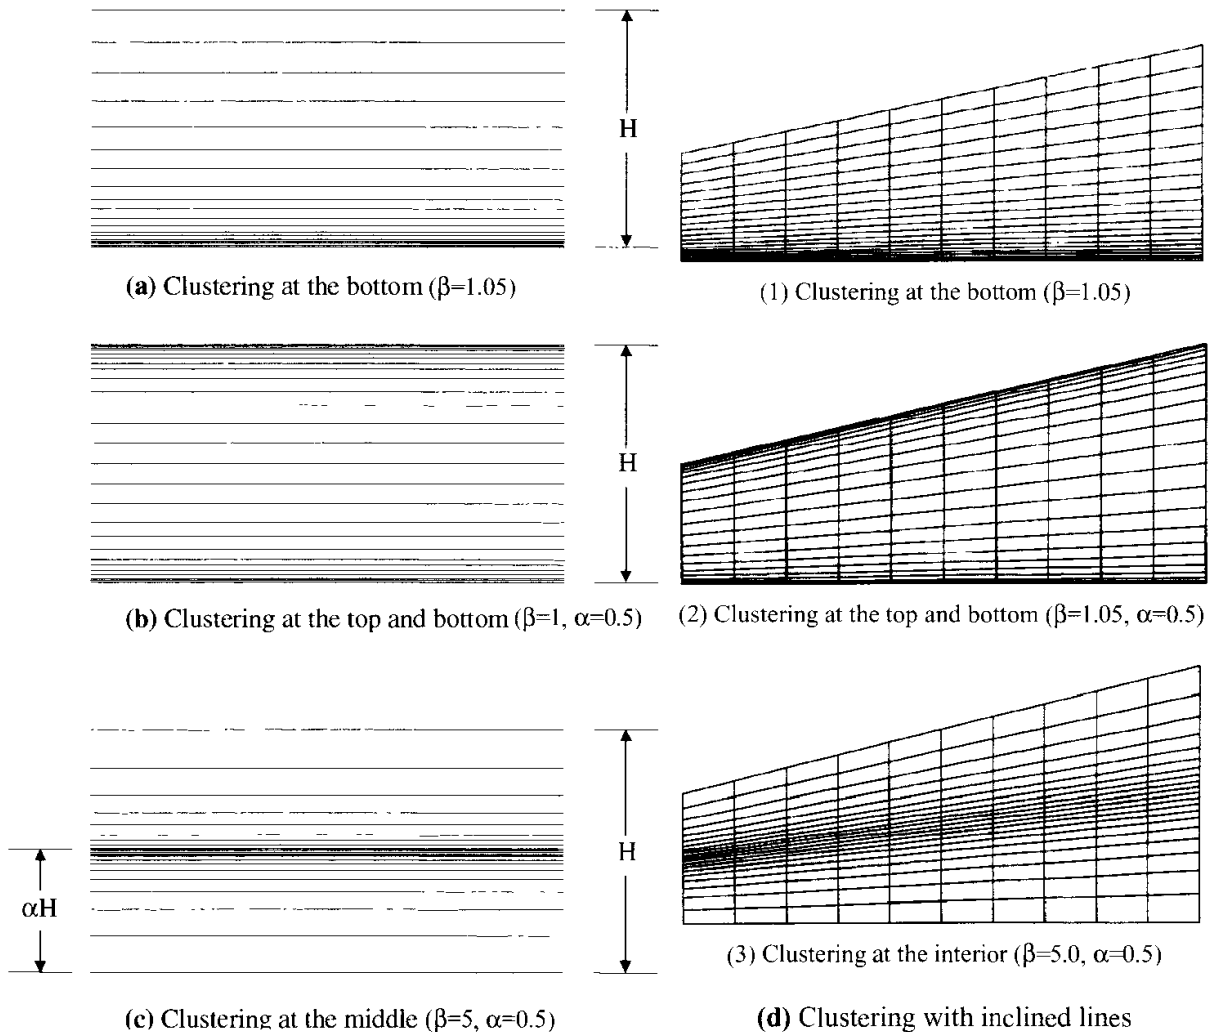 H
(a) Clustering at the bottom (β=1.05)
(1) Clustering at the bottom (β=1.05)
H
(b) Clustering at the top and bottom (β=1, α=0.5)
(2) Clustering at the top and bottom (β=1.05, α=0.5)
αH
H
(3) Clustering at the interior (β=5.0, α=0.5)
(c) Clustering at the middle (β=5, α=0.5)
(d) Clustering with inclined lines